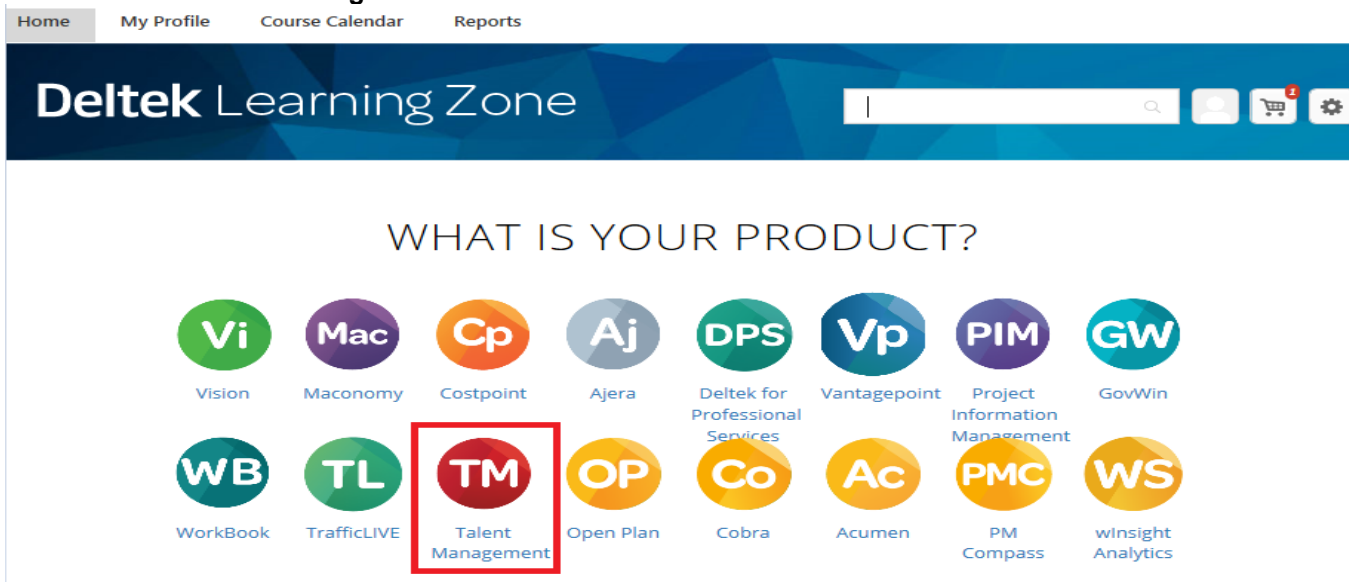 Home My Profile Course Calendar Reports
Deltek Learning Zone
1
WHAT IS YOUR PRODUCT?
Vi Mac Cp Aj DPS Vp PIM GW
Vision Maconomy Costpoint Ajera Deltek for Vantagepoint Project GovWin
Professional Information
Services Management
WB TL TM OP Co Ac PMC WS
WorkBook TrafficLIVE Talent Open Plan Cobra Acumen PM wInsight
Management Compass Analytics